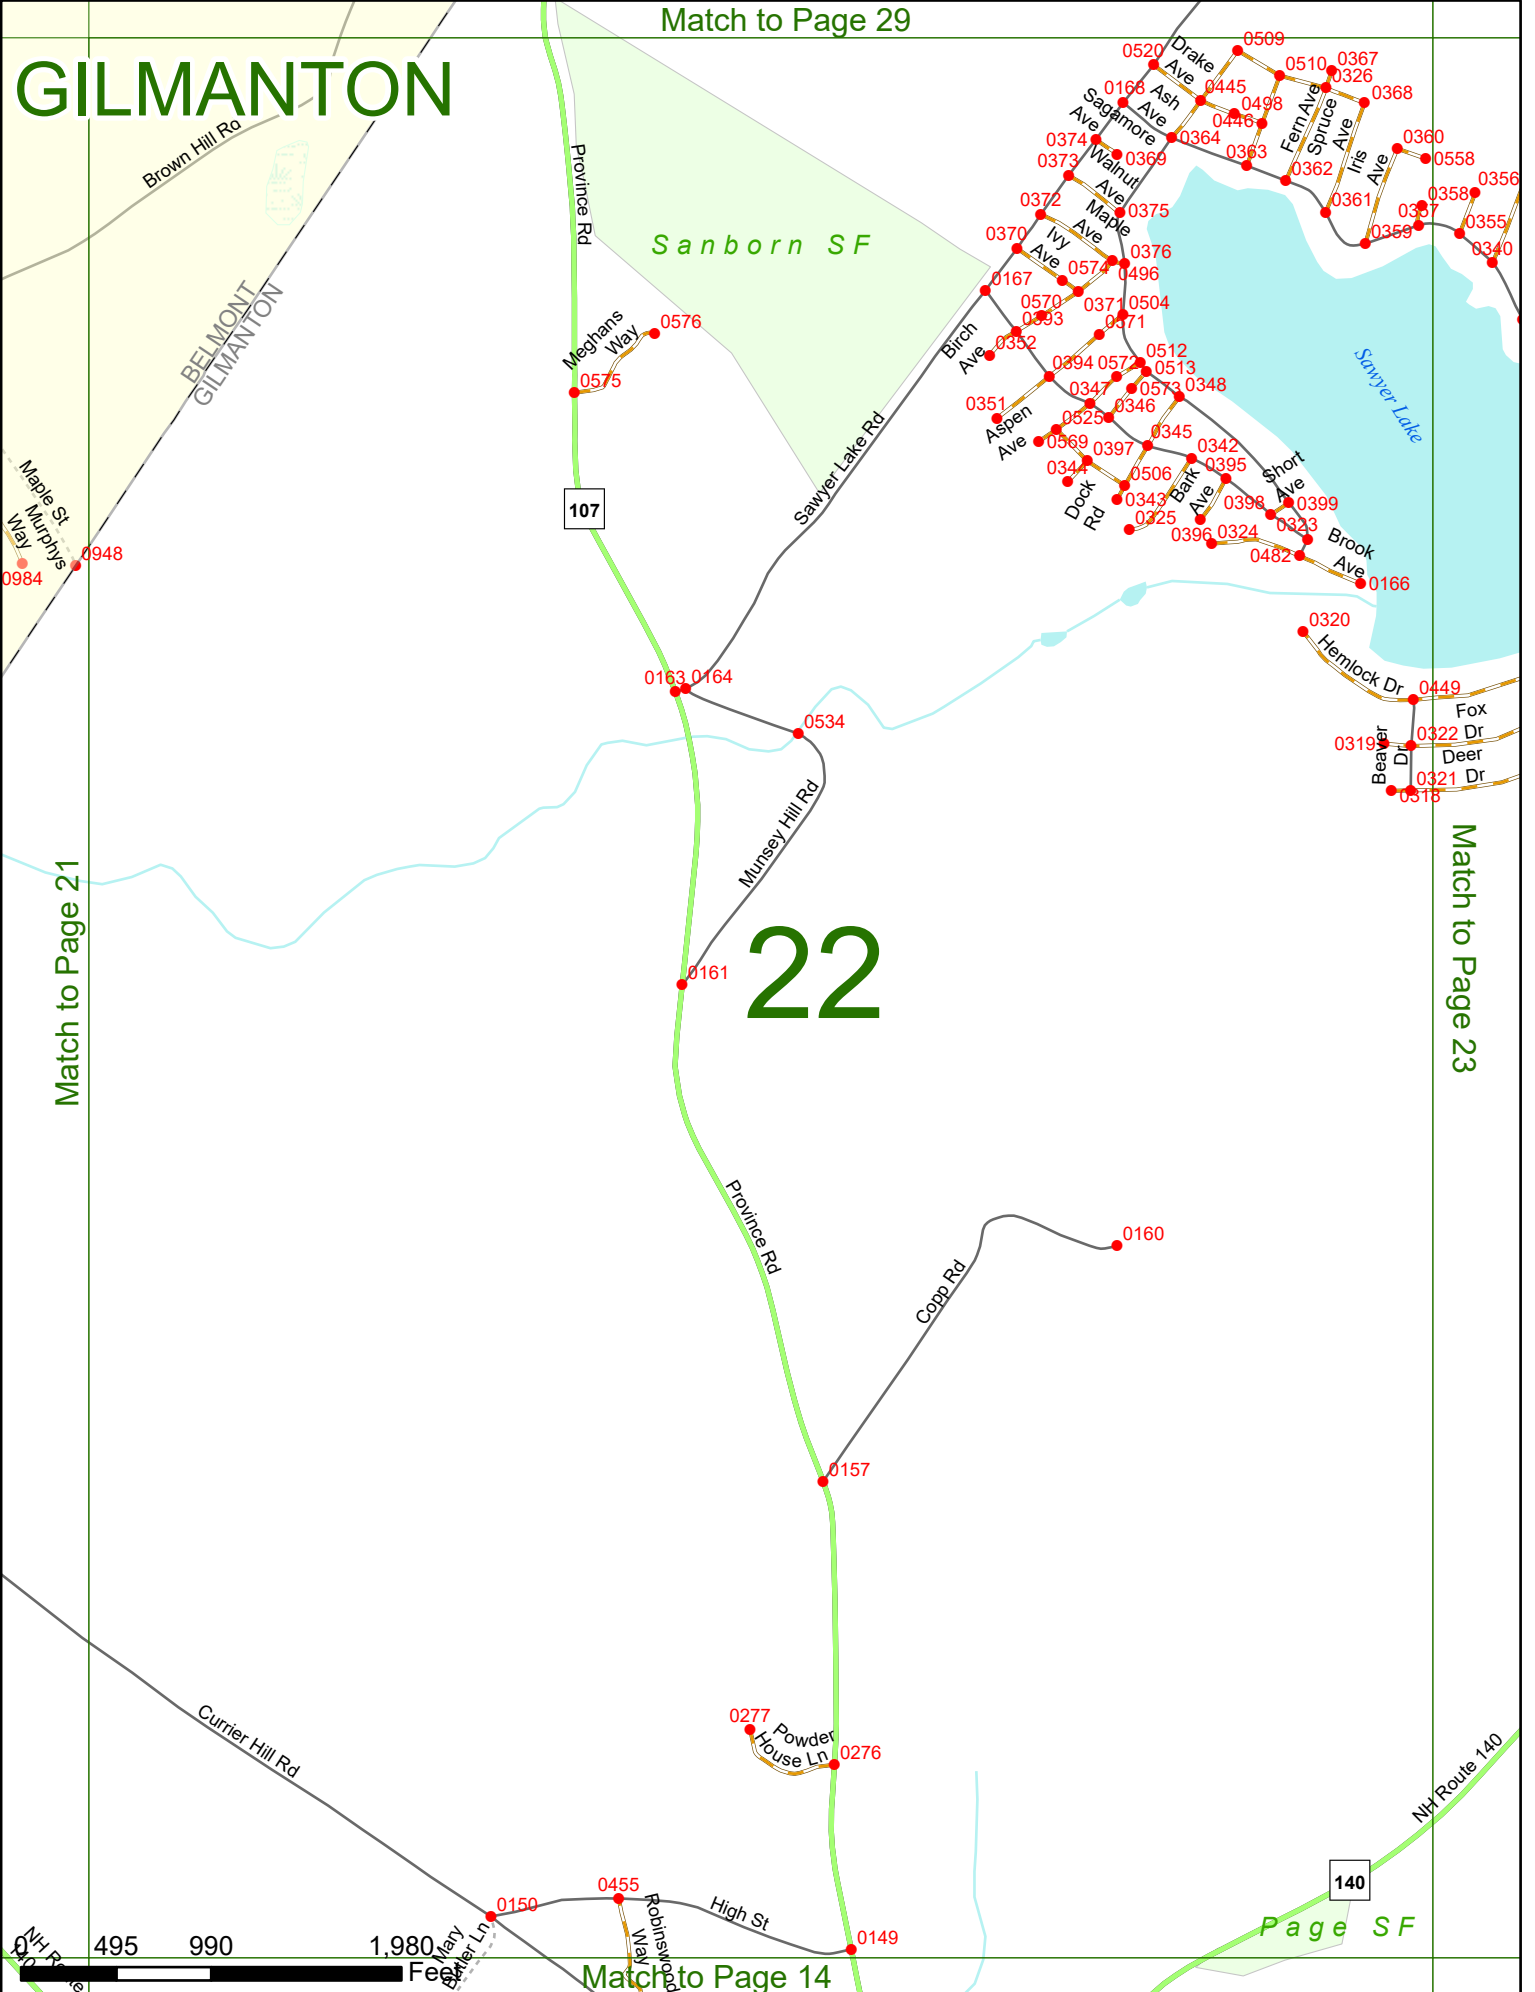 Match to Page 29
GILMANTON
Brown Hill Rd
BELMONT
GILMANTON
Province Rd
Sanborn SF
Meghans
Way
0576
0575
107
Maple St
Murphys
Way
0948
0984
0520
Drake
Ave
0509
0510
0367
0326
0368
0168
Sagamore
Ave
Ash
Ave
0445
0498
0446
Fern Ave
Spruce
Ave
0360
0558
0374
0369
0364
0363
0362
Iris
Ave
0373
Walnut
Ave
0361
0358
0356
0372
Maple
Ave
0375
0359
0357
0355
0340
0370
Ivy
Ave
0376
0496
0574
0167
0570
0371
0504
0393
0571
Birch
Ave
0352
0394
0572
0512
0513
0573
0348
0347
0346
0351
Aspen
Ave
0525
0569
0397
0345
0342
0395
Short
Ave
0344
0506
Dock
Rd
0343
Bark
Ave
0398
0399
0325
0396
0324
0323
0482
Brook
Ave
0166
Sawyer Lake
Sawyer Lake Rd
0320
Hemlock Dr
0163
0164
0449
Fox
Dr
0534
0319
Beaver
Dr
0322
Deer
Dr
0321
0318
Munsey Hill Rd
Match to Page 21
22
Match to Page 23
0161
Province Rd
0160
Copp Rd
0157
Currier Hill Rd
0277
Powder
House Ln
0276
NH Route 140
140
0455
0150
Robinswood
Way
High St
0149
Page SF
Mary
Butler Ln
NH Route
140
0
495
990
1,980
Feet
Match to Page 14